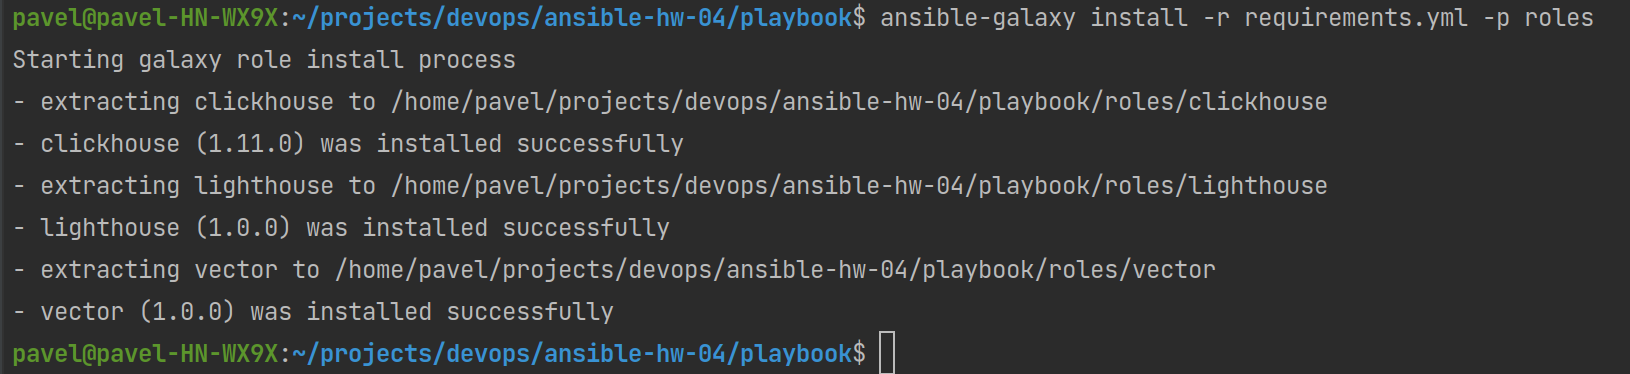 pavel@pavel-HN-WX9X:~/projects/devops/ansible-hw-04/playbook$ ansible-galaxy install -r requirements.yml -p roles
Starting galaxy role install process
- extracting clickhouse to /home/pavel/projects/devops/ansible-hw-04/playbook/roles/clickhouse
- clickhouse (1.11.0) was installed successfully
- extracting lighthouse to /home/pavel/projects/devops/ansible-hw-04/playbook/roles/lighthouse
- lighthouse (1.0.0) was installed successfully
- extracting vector to /home/pavel/projects/devops/ansible-hw-04/playbook/roles/vector
- vector (1.0.0) was installed successfully
pavel@pavel-HN-WX9X:~/projects/devops/ansible-hw-04/playbook$